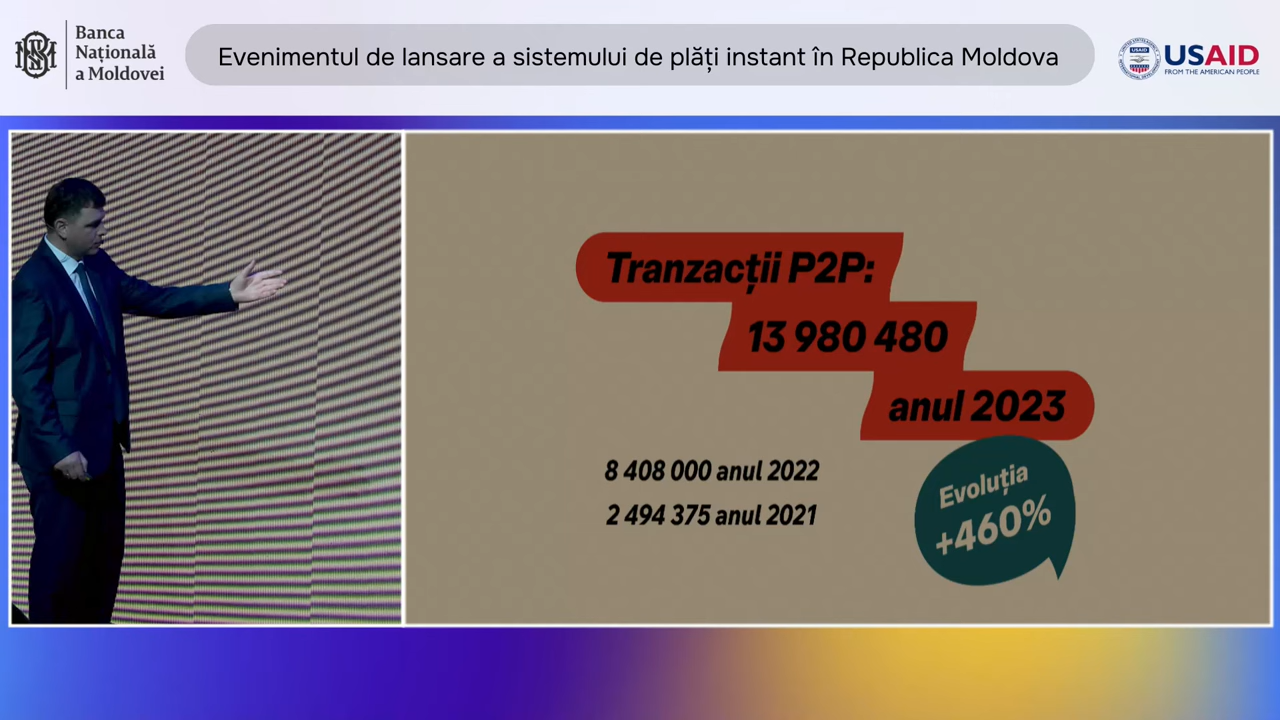 Banca
Națională
a Moldovei
Evenimentul de lansare a sistemului de plăți instant în Republica Moldova
USAID
FROM THE AMERICAN PEOPLE
Tranzacții P2P:
13 980 480
anul 2023
8 408 000 anul 2022
2 494 375 anul 2021
Evoluția
+460%